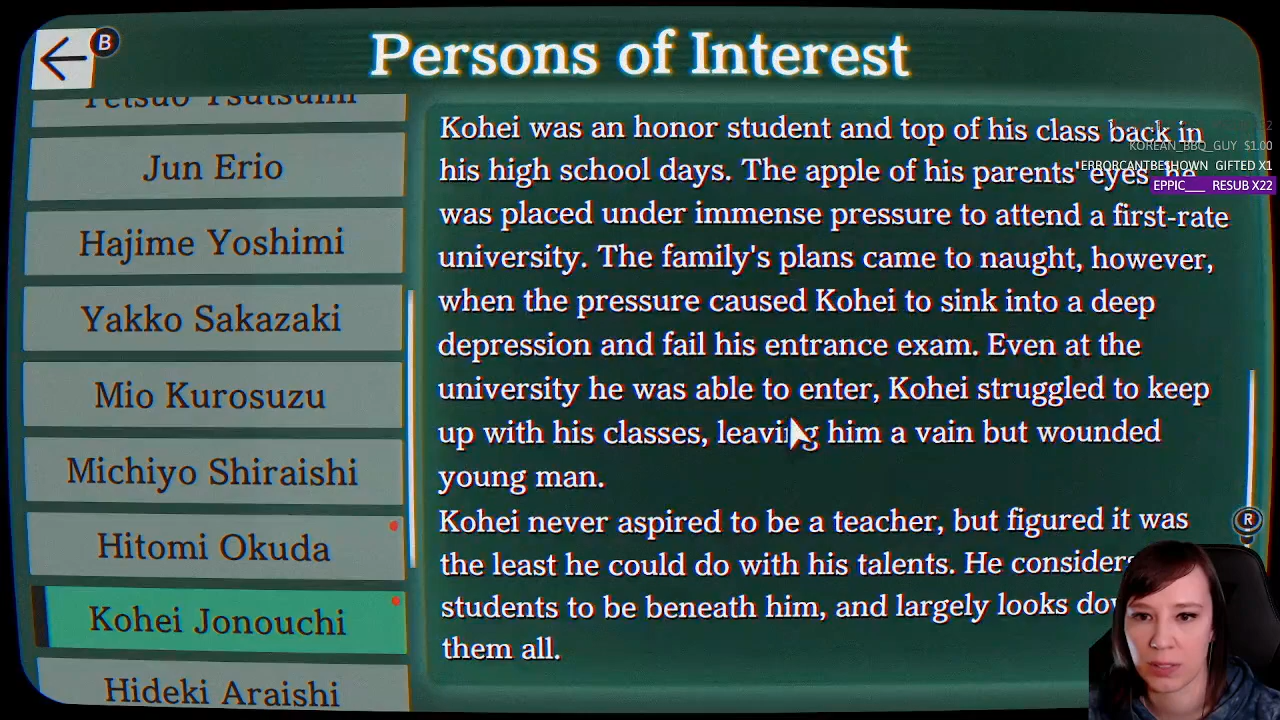 B
Persons of Interest
Tetsuo Tsutsumi
Jun Erio
Hajime Yoshimi
Yakko Sakazaki
Mio Kurosuzu
Michiyo Shiraishi
Hitomi Okuda
Kohei Jonouchi
Hideki Araishi
Kohei was an honor student and top of his class back in
his high school days. The apple of his parents' eyes, he
was placed under immense pressure to attend a first-rate
university. The family's plans came to naught, however,
when the pressure caused Kohei to sink into a deep
depression and fail his entrance exam. Even at the
university he was able to enter, Kohei struggled to keep
up with his classes, leaving him a vain but wounded
young man.
Kohei never aspired to be a teacher, but figured it was
the least he could do with his talents. He considers
students to be beneath him, and largely looks
them all.
KOREAN_BBQ_GUY $1.00
ERRORCANTBESHOWN GIFTED X1
EPPIC___ RESUB X22
R